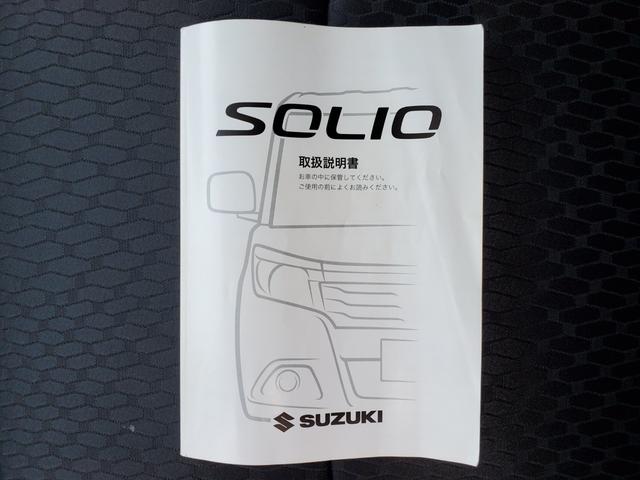 SOLIO
取扱説明書
お車の中に保管してください。
ご使用の前によくお読みください。
SUZUKI